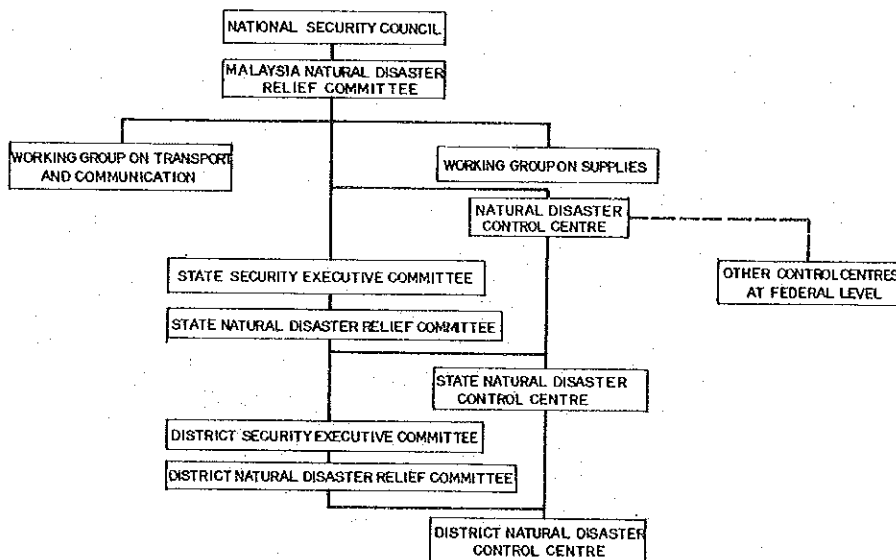 NATIONAL SECURITY COUNCIL
MALAYSIA NATURAL DISASTER
RELIEF COMMITTEE
WORKING GROUP ON TRANSPORT
AND COMMUNICATION
WORKING GROUP ON SUPPLIES
NATURAL DISASTER
CONTROL CENTRE
OTHER CONTROL CENTRES
AT FEDERAL LEVEL
STATE SECURITY EXECUTIVE COMMITTEE
STATE NATURAL DISASTER RELIEF COMMITTEE
STATE NATURAL DISASTER
CONTROL CENTRE
DISTRICT SECURITY EXECUTIVE COMMITTEE
DISTRICT NATURAL DISASTER RELIEF COMMITTEE
DISTRICT NATURAL DISASTER
CONTROL CENTRE